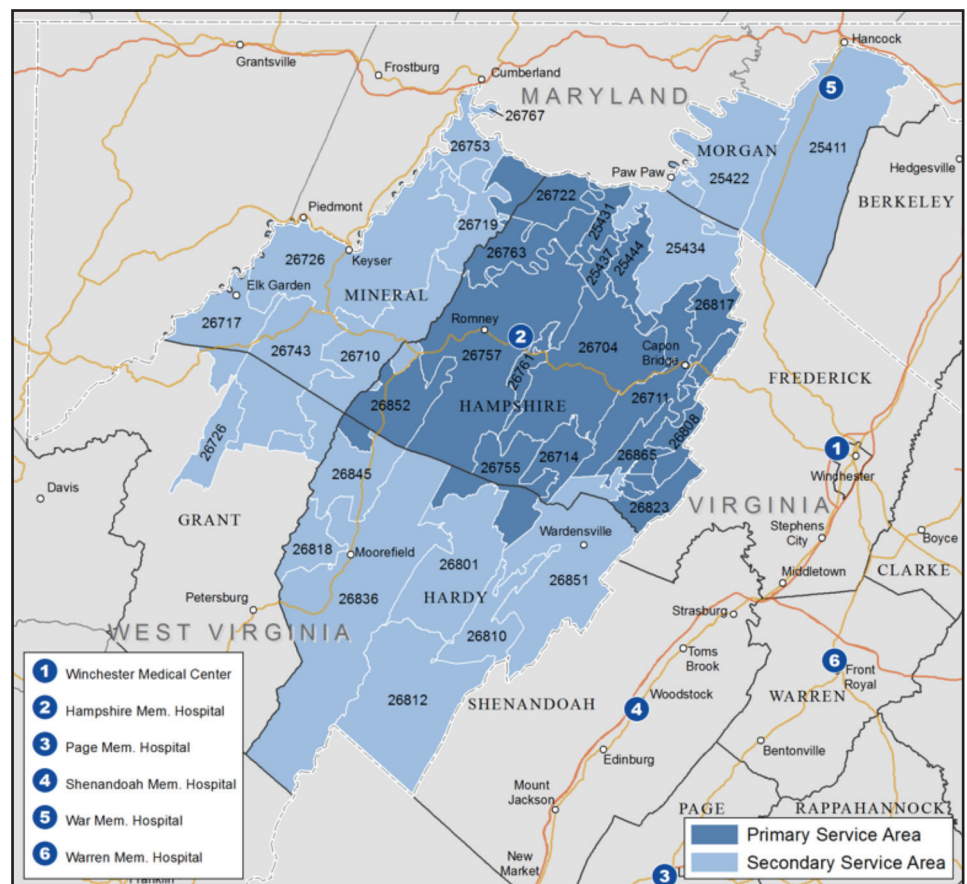 Hancock
Grantsville
Frostburg
Cumberland
MARYLAND
26767
26753
MORGAN
25411
Hedgesville
Paw Paw
25422
BERKELEY
26722
Piedmont
25431
26719
26763
25437
25444
25434
26726
Keyser
Elk Garden
MINERAL
26817
26717
Romney
26743
26710
26757
26704
Capon
Bridge
26761
FREDERICK
26852
HAMPSHIRE
26711
26808
26726
26755
26714
26865
Winchester
26845
Davis
26823
VIRGINIA
GRANT
Wardensville
Stephens
City
Boyce
26818
Moorefield
26801
26851
Middletown
CLARKE
Petersburg
26836
HARDY
Strasburg
WEST VIRGINIA
26810
Toms
Brook
Front
Royal
Woodstock
WARREN
26812
SHENANDOAH
Edinburg
Bentonville
Mount
Jackson
PAGE
RAPPAHANNOCK
New
Market
Franklin
1
2
3
4
5
6
1 Winchester Medical Center
2 Hampshire Mem. Hospital
3 Page Mem. Hospital
4 Shenandoah Mem. Hospital
5 War Mem. Hospital
6 Warren Mem. Hospital
Primary Service Area
Secondary Service Area